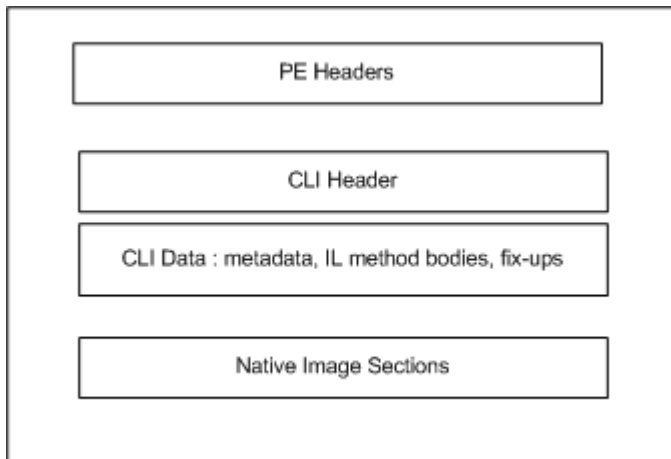 PE Headers
CLI Header
CLI Data : metadata, IL method bodies, fix-ups
Native Image Sections